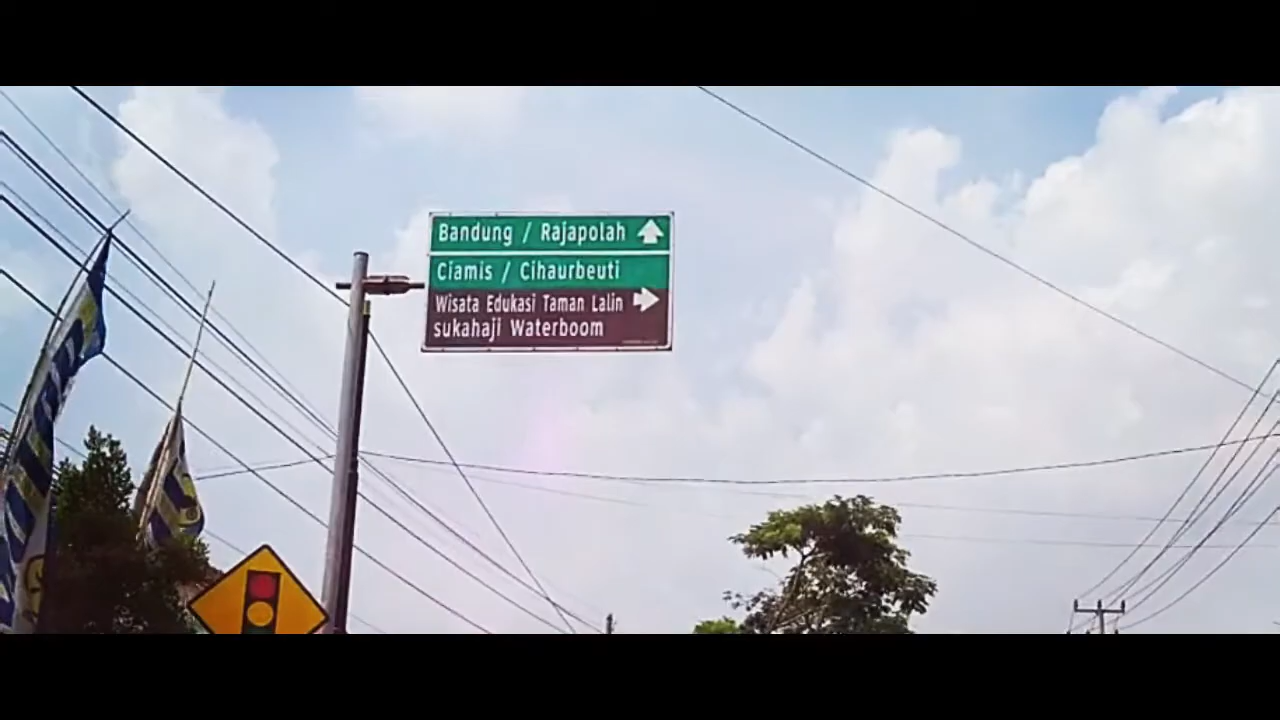 Bandung / Rajapolah
Ciamis / Cihaurbeuti
Wisata Edukasi Taman Lalin
sukahaji Waterboom